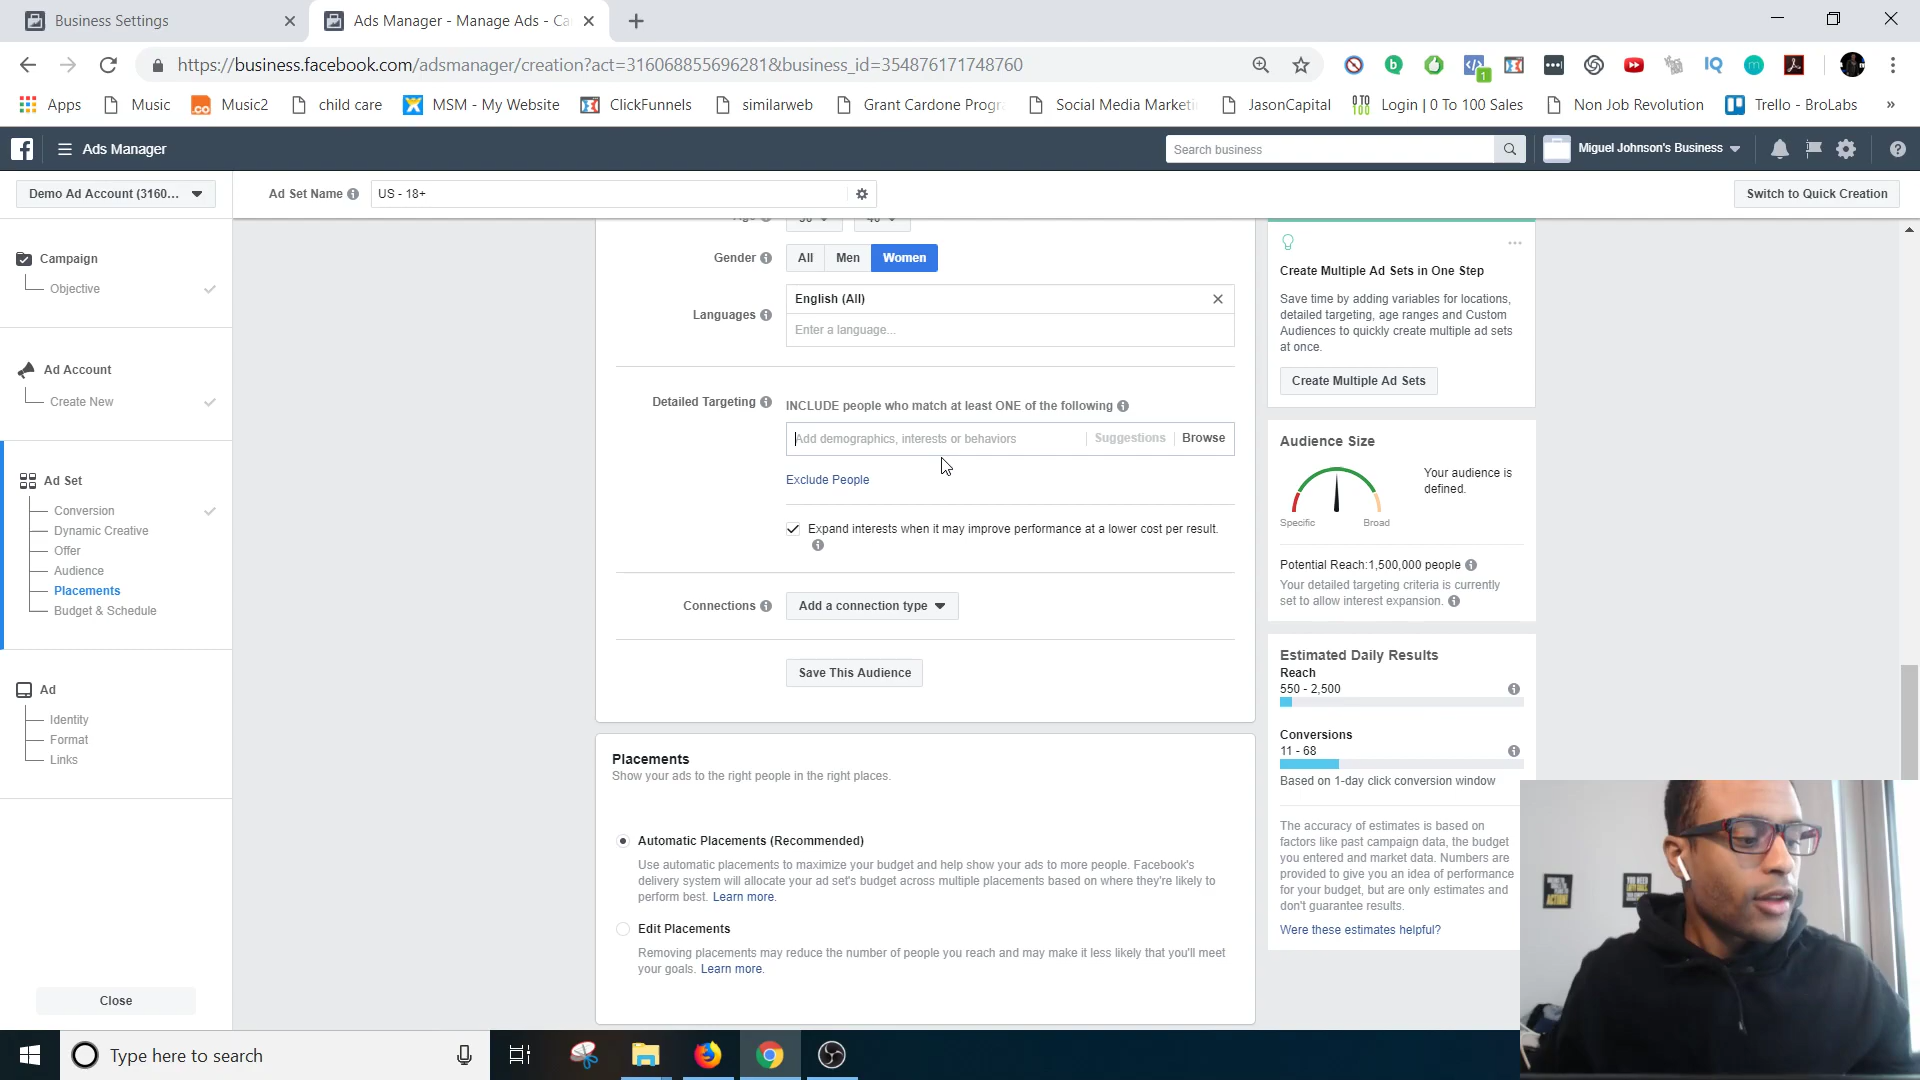 Business Settings
Ads Manager - Manage Ads - Ca
https://business.facebook.com/adsmanager/creation?act=316068855696281&business_id=354876171748760
Apps
Music
Music2
child care
MSM - My Website
ClickFunnels
similarweb
Grant Cardone Progra
Social Media Marketin
JasonCapital
Login | 0 To 100 Sales
Non Job Revolution
Trello - BroLabs
»
Ads Manager
Search business
Miguel Johnson's Business
Demo Ad Account (3160...
Ad Set Name
US - 18+
Switch to Quick Creation
Campaign
Objective
Ad Account
Create New
Ad Set
Conversion
Dynamic Creative
Offer
Audience
Placements
Budget & Schedule
Ad
Identity
Format
Links
Close
Gender
All
Men
Women
Languages
English (All)
Enter a language...
Detailed Targeting
INCLUDE people who match at least ONE of the following
Add demographics, interests or behaviors
Suggestions
Browse
Exclude People
Expand interests when it may improve performance at a lower cost per result.
Connections
Add a connection type
Save This Audience
Placements
Show your ads to the right people in the right places.
Automatic Placements (Recommended)
Use automatic placements to maximize your budget and help show your ads to more people. Facebook's
delivery system will allocate your ad set's budget across multiple placements based on where they're likely to
perform best. Learn more.
Edit Placements
Removing placements may reduce the number of people you reach and may make it less likely that you'll meet
your goals. Learn more.
Create Multiple Ad Sets in One Step
Save time by adding variables for locations,
detailed targeting, age ranges and Custom
Audiences to quickly create multiple ad sets
at once.
Create Multiple Ad Sets
Audience Size
Your audience is
defined.
Specific
Broad
Potential Reach:1,500,000 people
Your detailed targeting criteria is currently
set to allow interest expansion.
Estimated Daily Results
Reach
550 - 2,500
Conversions
11 - 68
Based on 1-day click conversion window
The accuracy of estimates is based on
factors like past campaign data, the budget
you entered and market data. Numbers are
provided to give you an idea of performance
for your budget, but are only estimates and
don't guarantee results.
Were these estimates helpful?
Type here to search